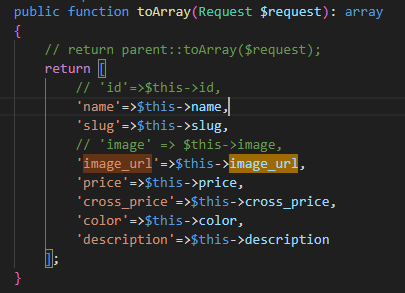 public function toArray(Request $request): array
{
    // return parent::toArray($request);
    return [
        // 'id'=>$this->id,
        'name'=>$this->name,
        'slug'=>$this->slug,
        // 'image' => $this->image,
        'image_url'=>$this->image_url,
        'price'=>$this->price,
        'cross_price'=>$this->cross_price,
        'color'=>$this->color,
        'description'=>$this->description
    ];
}